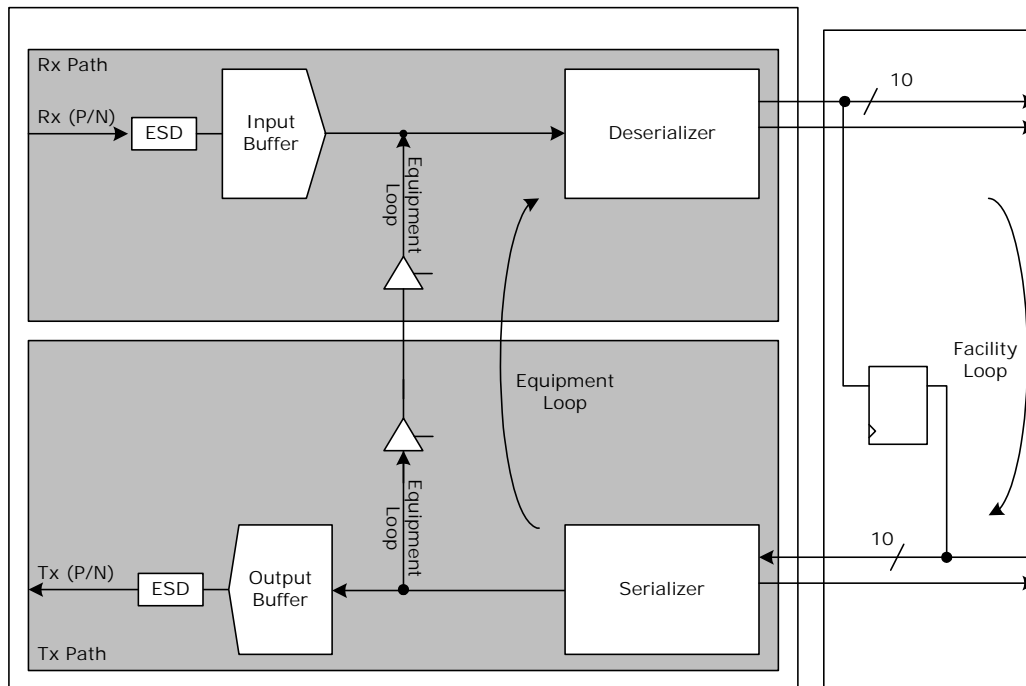 Rx Path
Rx (P/N)
ESD
Input
Buffer
Deserializer
10
Equipment
Loop
Equipment
Loop
Facility
Loop
Equipment
Loop
10
Tx (P/N)
ESD
Output
Buffer
Serializer
Tx Path